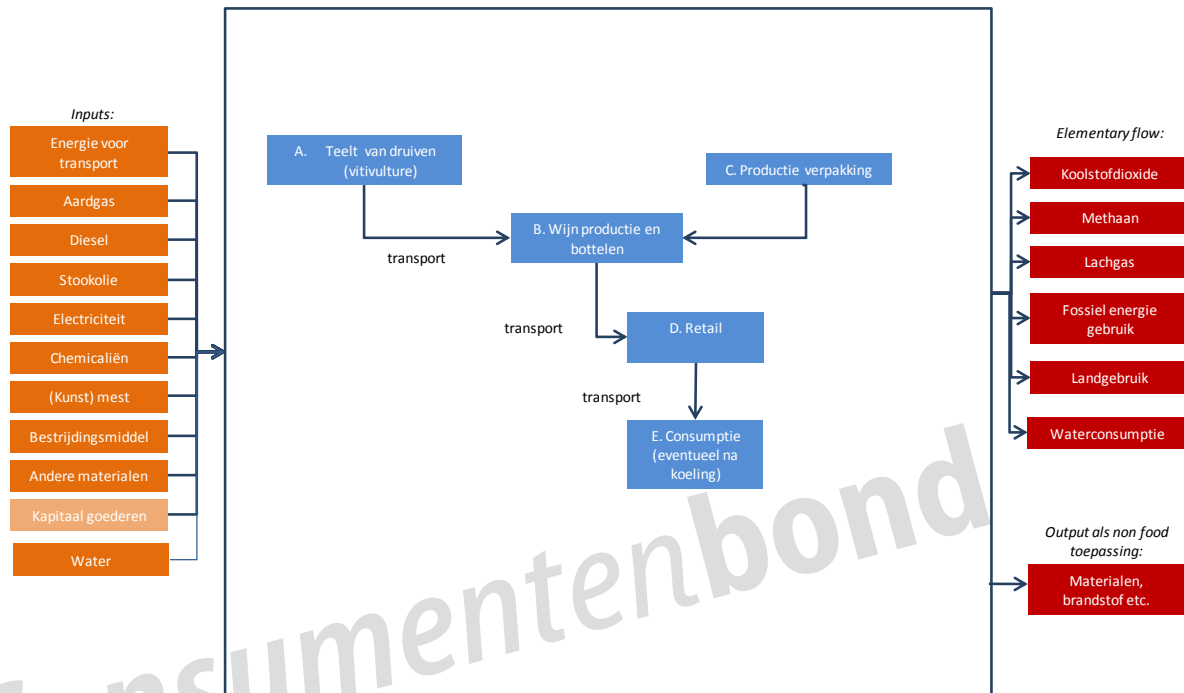 Inputs:
Energie voor
transport
Aardgas
Diesel
Stookolie
Electriciteit
Chemicaliën
(Kunst) mest
Bestrijdingsmiddel
Andere materialen
Kapitaal goederen
Water
A. Teelt van druiven
(vitivulture)
C. Productie verpakking
B. Wijn productie en
bottelen
transport
transport
D. Retail
transport
E. Consumptie
(eventueel na
koeling)
Elementary flow:
Koolstofdioxide
Methaan
Lachgas
Fossiel energie
gebruik
Landgebruik
Waterconsumptie
Output als non food
toepassing:
Materialen,
brandstof etc.
consumentenbond